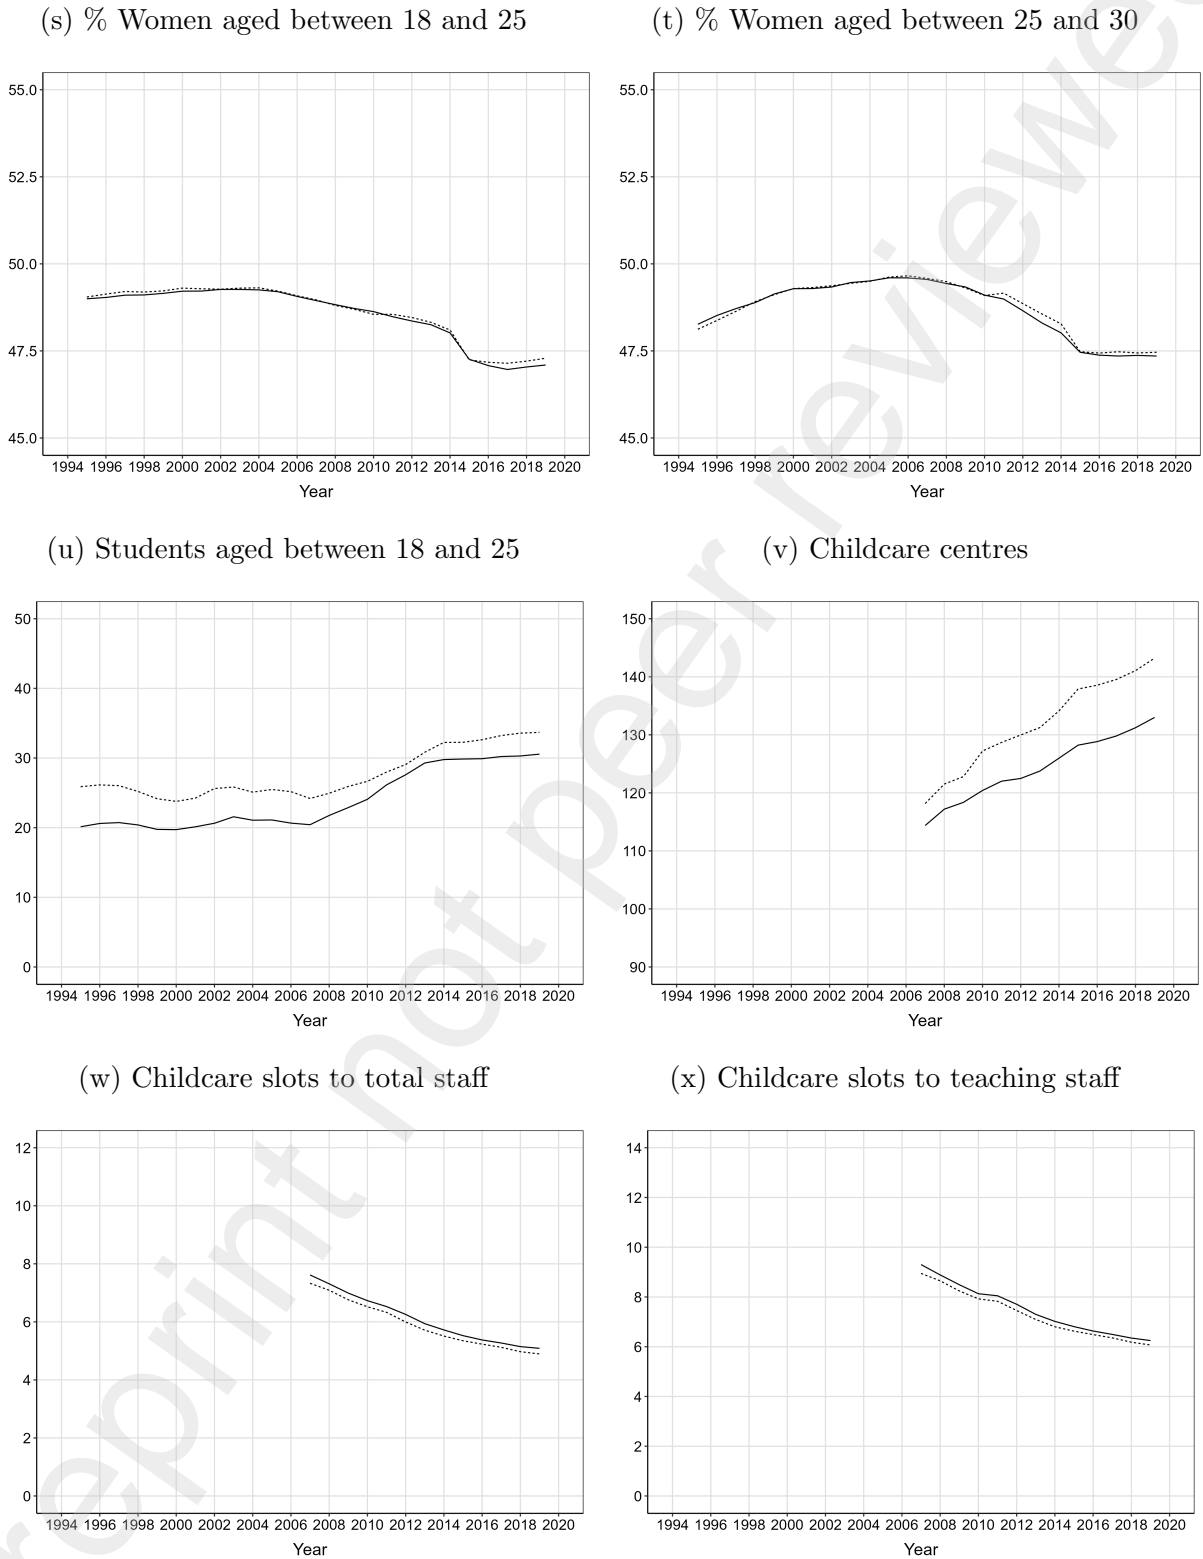 (s) % Women aged between 18 and 25
(t) % Women aged between 25 and 30
55.0
52.5
50.0
47.5
45.0
1994 1996 1998 2000 2002 2004 2006 2008 2010 2012 2014 2016 2018 2020
Year
55.0
52.5
50.0
47.5
45.0
1994 1996 1998 2000 2002 2004 2006 2008 2010 2012 2014 2016 2018 2020
Year
(u) Students aged between 18 and 25
(v) Childcare centres
50
40
30
20
10
0
1994 1996 1998 2000 2002 2004 2006 2008 2010 2012 2014 2016 2018 2020
Year
150
140
130
120
110
100
90
1994 1996 1998 2000 2002 2004 2006 2008 2010 2012 2014 2016 2018 2020
Year
(w) Childcare slots to total staff
(x) Childcare slots to teaching staff
12
10
8
6
4
2
0
1994 1996 1998 2000 2002 2004 2006 2008 2010 2012 2014 2016 2018 2020
Year
14
12
10
8
6
4
2
0
1994 1996 1998 2000 2002 2004 2006 2008 2010 2012 2014 2016 2018 2020
Year
reprint not peer reviewe